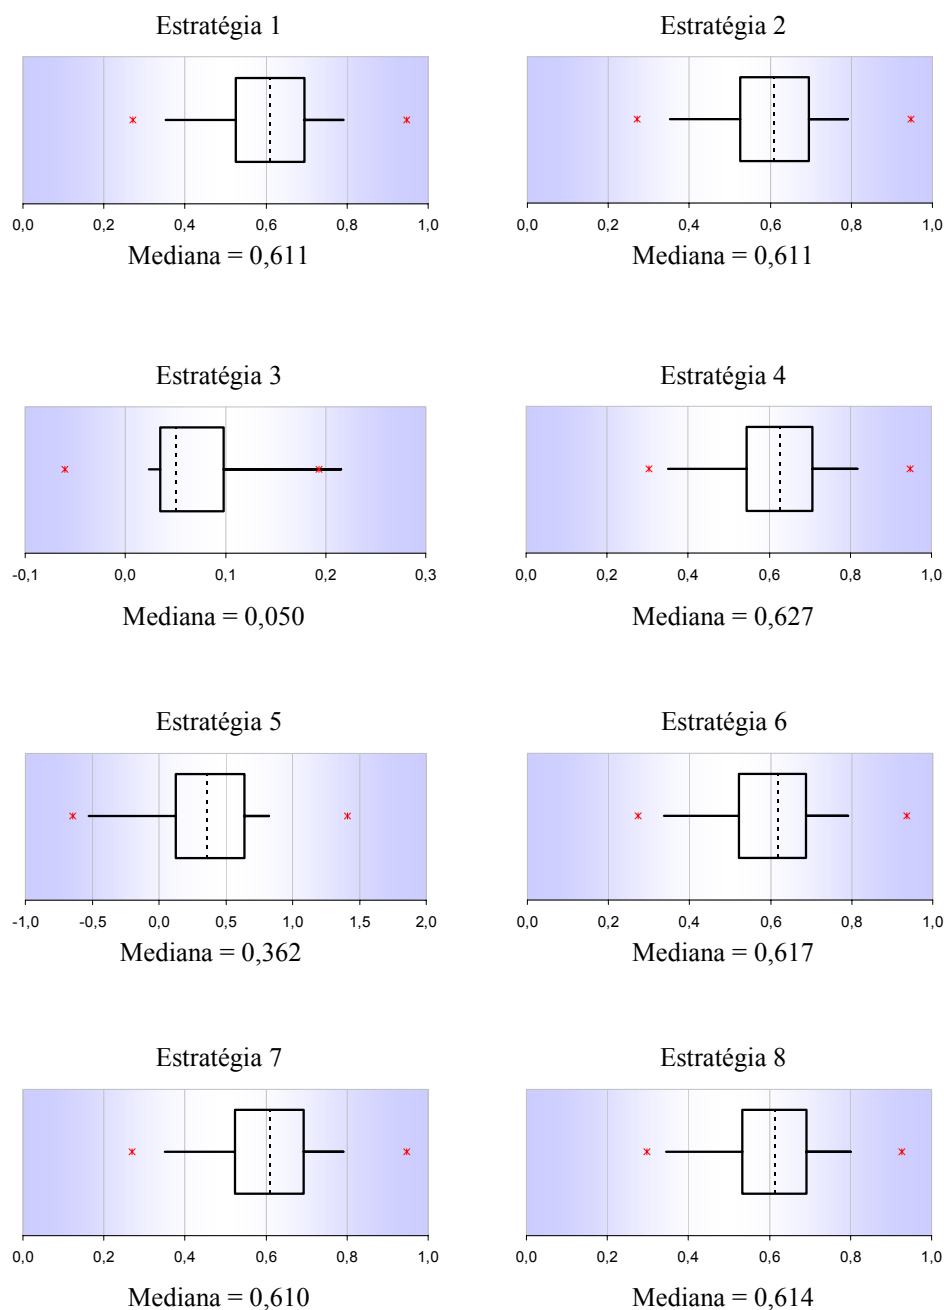 Estratégia 1
0,0 0,2 0,4 0,6 0,8 1,0
Mediana = 0,611
Estratégia 2
0,0 0,2 0,4 0,6 0,8 1,0
Mediana = 0,611
Estratégia 3
-0,1 0,0 0,1 0,2 0,3
Mediana = 0,050
Estratégia 4
0,0 0,2 0,4 0,6 0,8 1,0
Mediana = 0,627
Estratégia 5
-1,0 -0,5 0,0 0,5 1,0 1,5 2,0
Mediana = 0,362
Estratégia 6
0,0 0,2 0,4 0,6 0,8 1,0
Mediana = 0,617
Estratégia 7
0,0 0,2 0,4 0,6 0,8 1,0
Mediana = 0,610
Estratégia 8
0,0 0,2 0,4 0,6 0,8 1,0
Mediana = 0,614